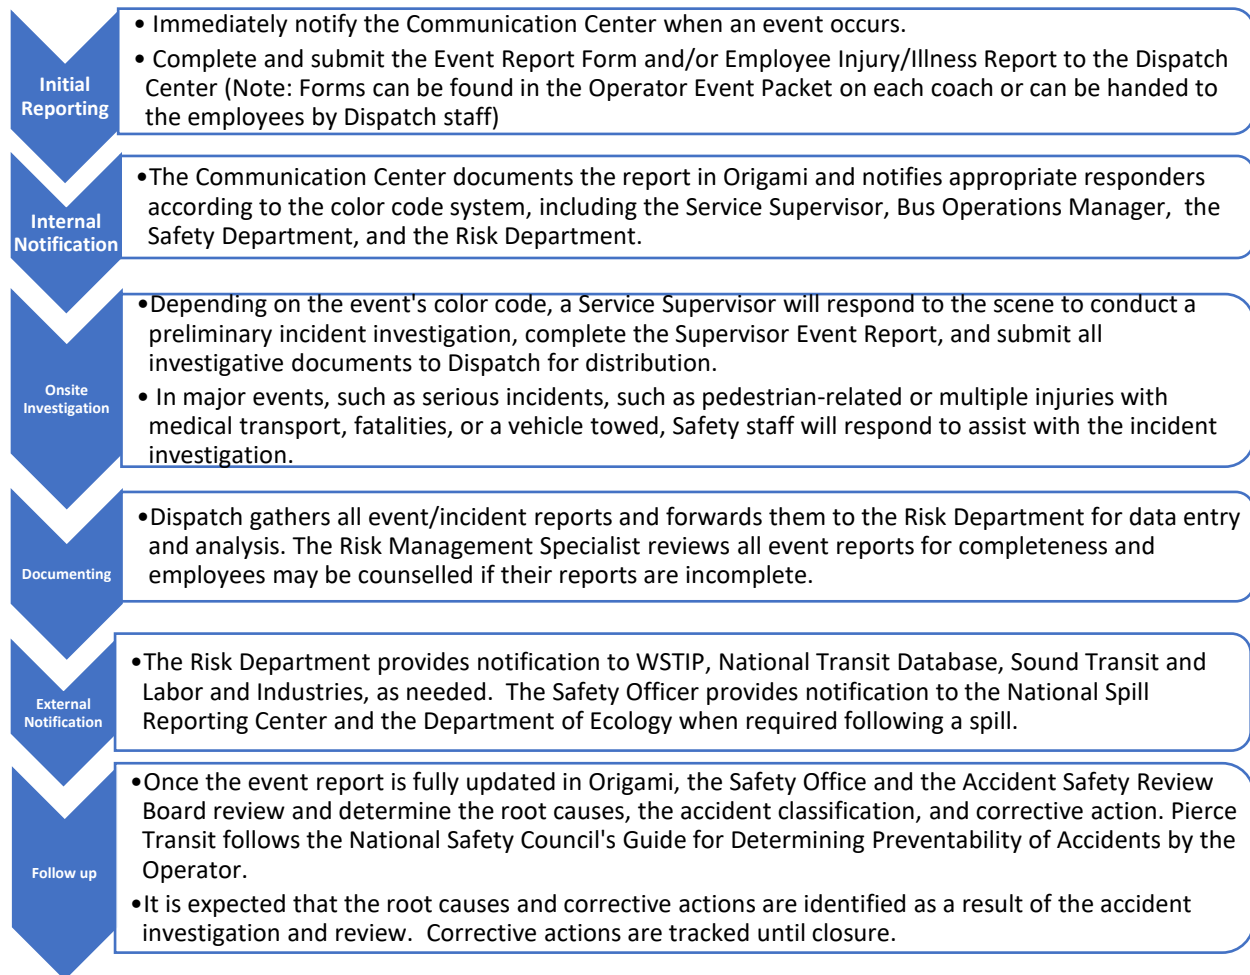 Initial
Reporting
• Immediately notify the Communication Center when an event occurs.
• Complete and submit the Event Report Form and/or Employee Injury/Illness Report to the Dispatch
Center (Note: Forms can be found in the Operator Event Packet on each coach or can be handed to
the employees by Dispatch staff)
Internal
Notification
•The Communication Center documents the report in Origami and notifies appropriate responders
according to the color code system, including the Service Supervisor, Bus Operations Manager, the
Safety Department, and the Risk Department.
Onsite
Investigation
•Depending on the event's color code, a Service Supervisor will respond to the scene to conduct a
preliminary incident investigation, complete the Supervisor Event Report, and submit all
investigative documents to Dispatch for distribution.
• In major events, such as serious incidents, such as pedestrian-related or multiple injuries with
medical transport, fatalities, or a vehicle towed, Safety staff will respond to assist with the incident
investigation.
Documenting
•Dispatch gathers all event/incident reports and forwards them to the Risk Department for data entry
and analysis. The Risk Management Specialist reviews all event reports for completeness and
employees may be counselled if their reports are incomplete.
External
Notification
•The Risk Department provides notification to WSTIP, National Transit Database, Sound Transit and
Labor and Industries, as needed. The Safety Officer provides notification to the National Spill
Reporting Center and the Department of Ecology when required following a spill.
Follow up
•Once the event report is fully updated in Origami, the Safety Office and the Accident Safety Review
Board review and determine the root causes, the accident classification, and corrective action. Pierce
Transit follows the National Safety Council's Guide for Determining Preventability of Accidents by the
Operator.
•It is expected that the root causes and corrective actions are identified as a result of the accident
investigation and review. Corrective actions are tracked until closure.